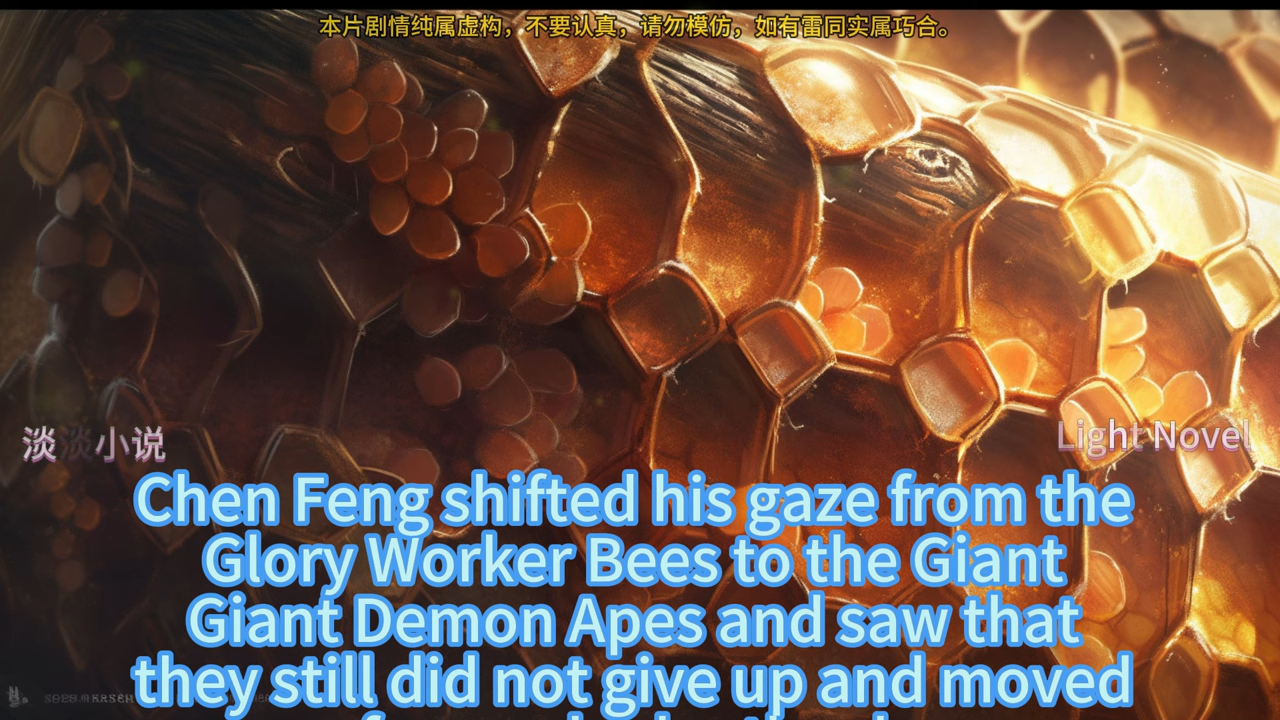 本片剧情纯属虚构，不要认真，请勿模仿，如有雷同实属巧合。
淡淡小说
Light Novel
Chen Feng shifted his gaze from the
Glory Worker Bees to the Giant
Giant Demon Apes and saw that
they still did not give up and moved